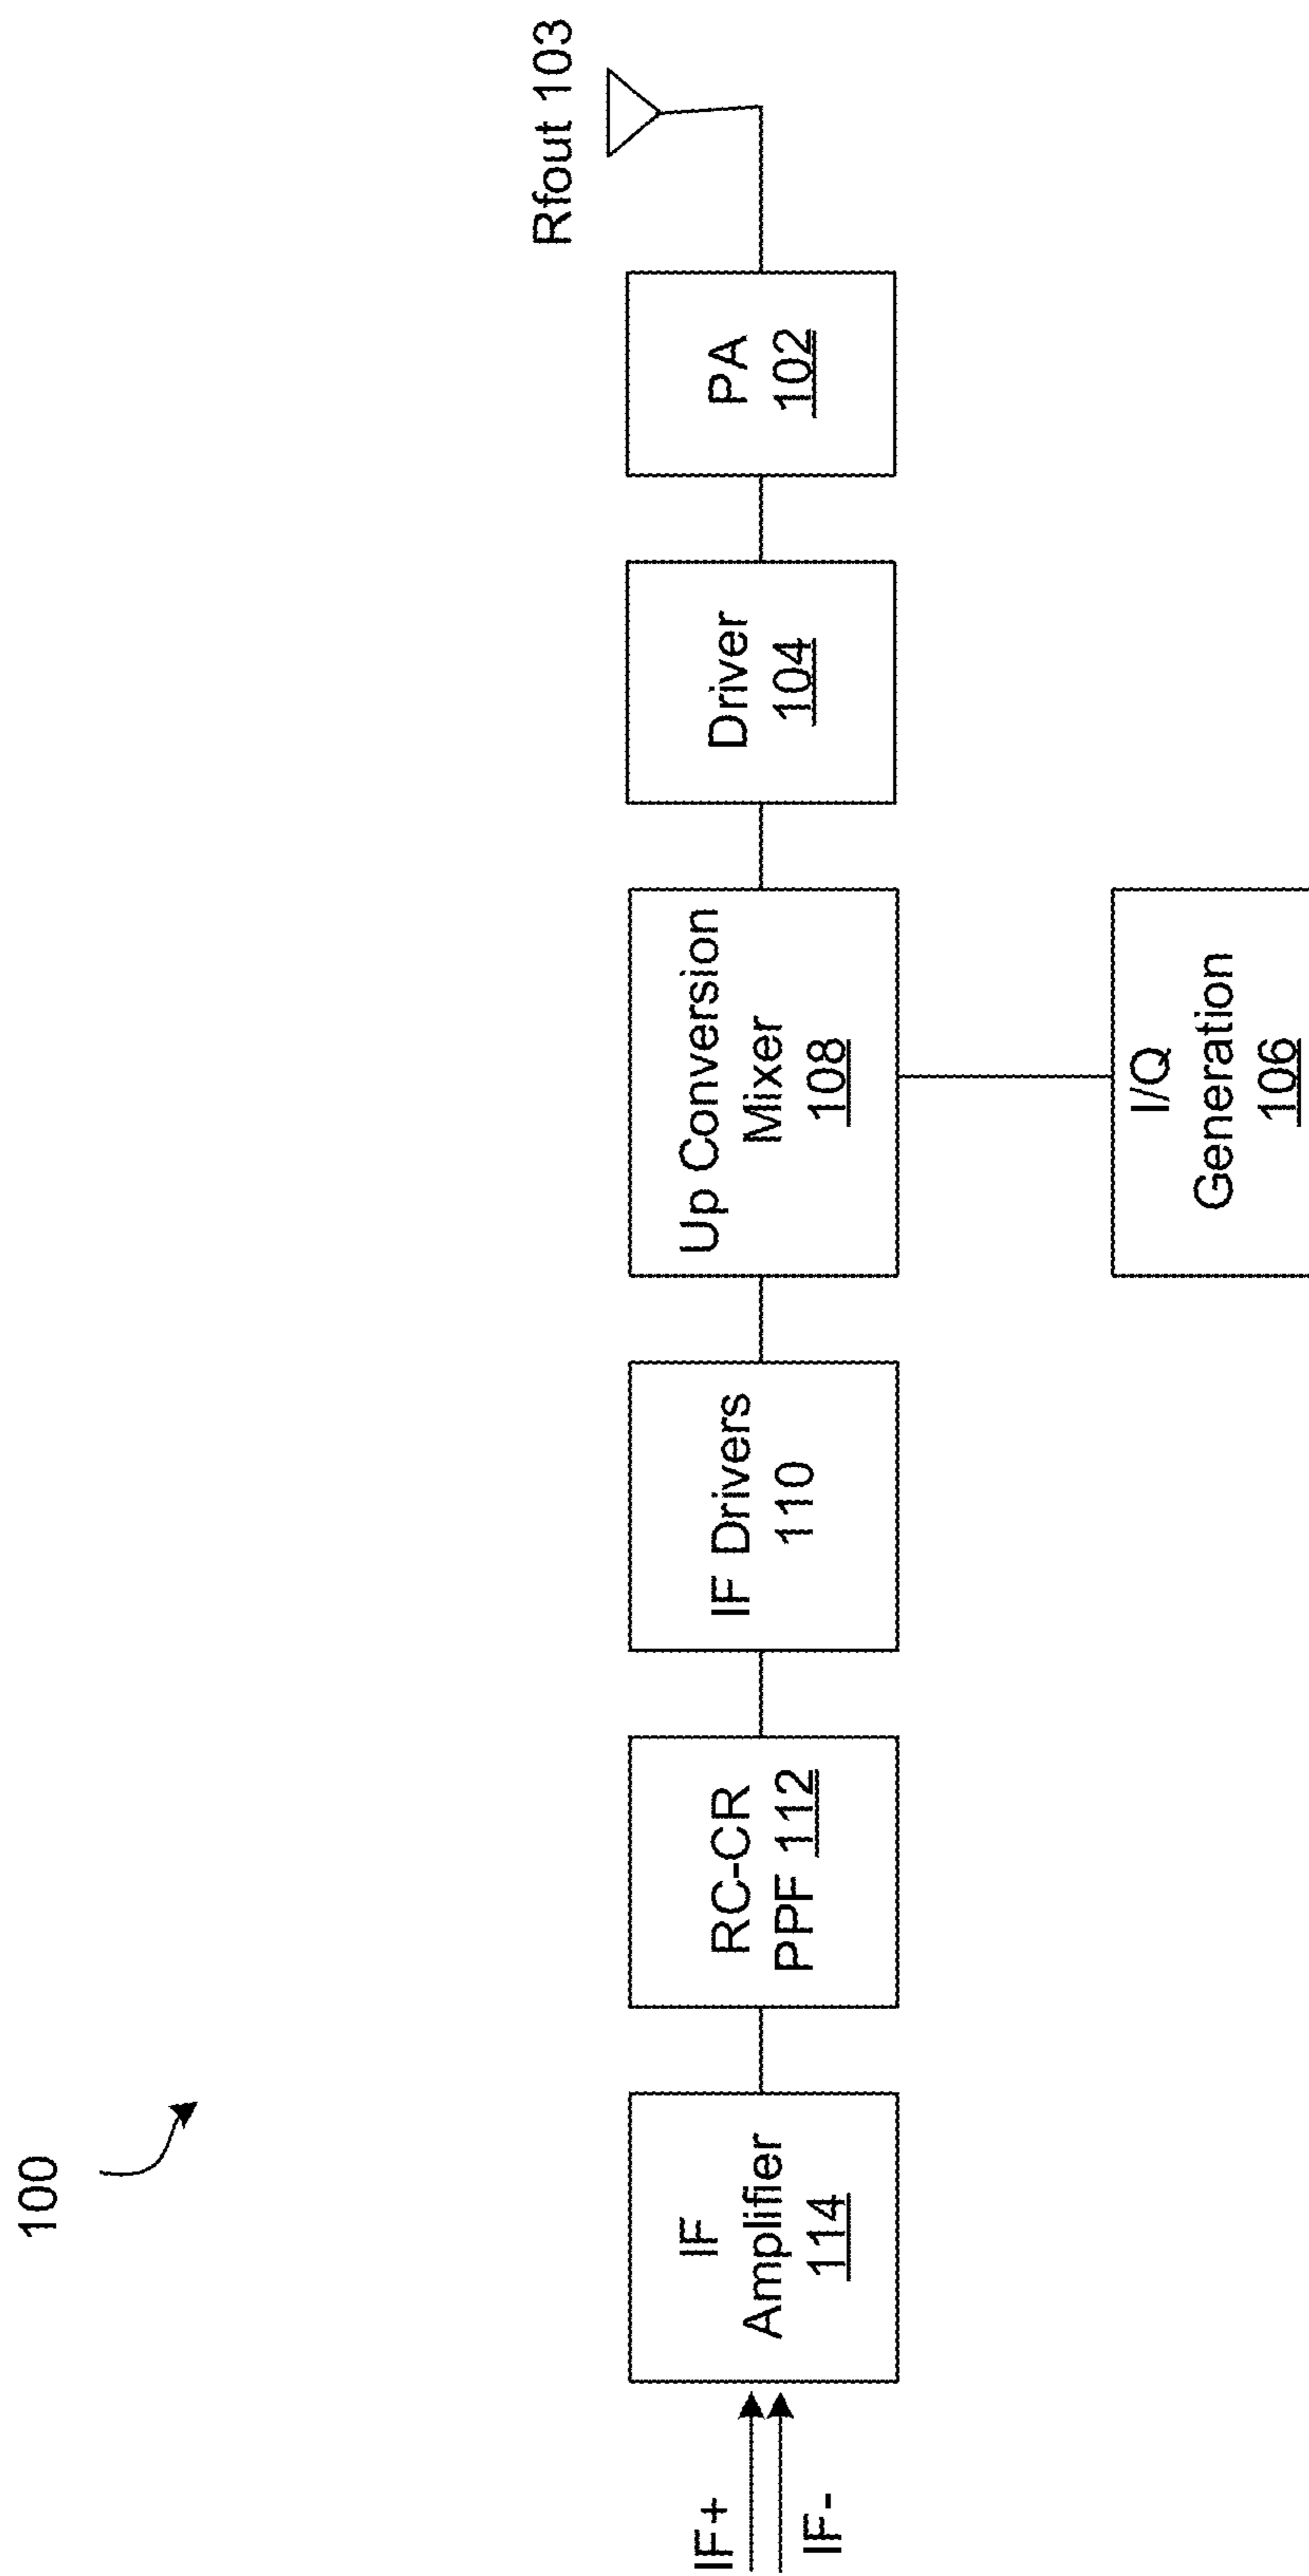 100
IF+
IF-
IF
Amplifier
114
RC-CR
PPF 112
IF Drivers
110
Up Conversion
Mixer
108
I/Q
Generation
106
Driver
104
PA
102
Rfout 103